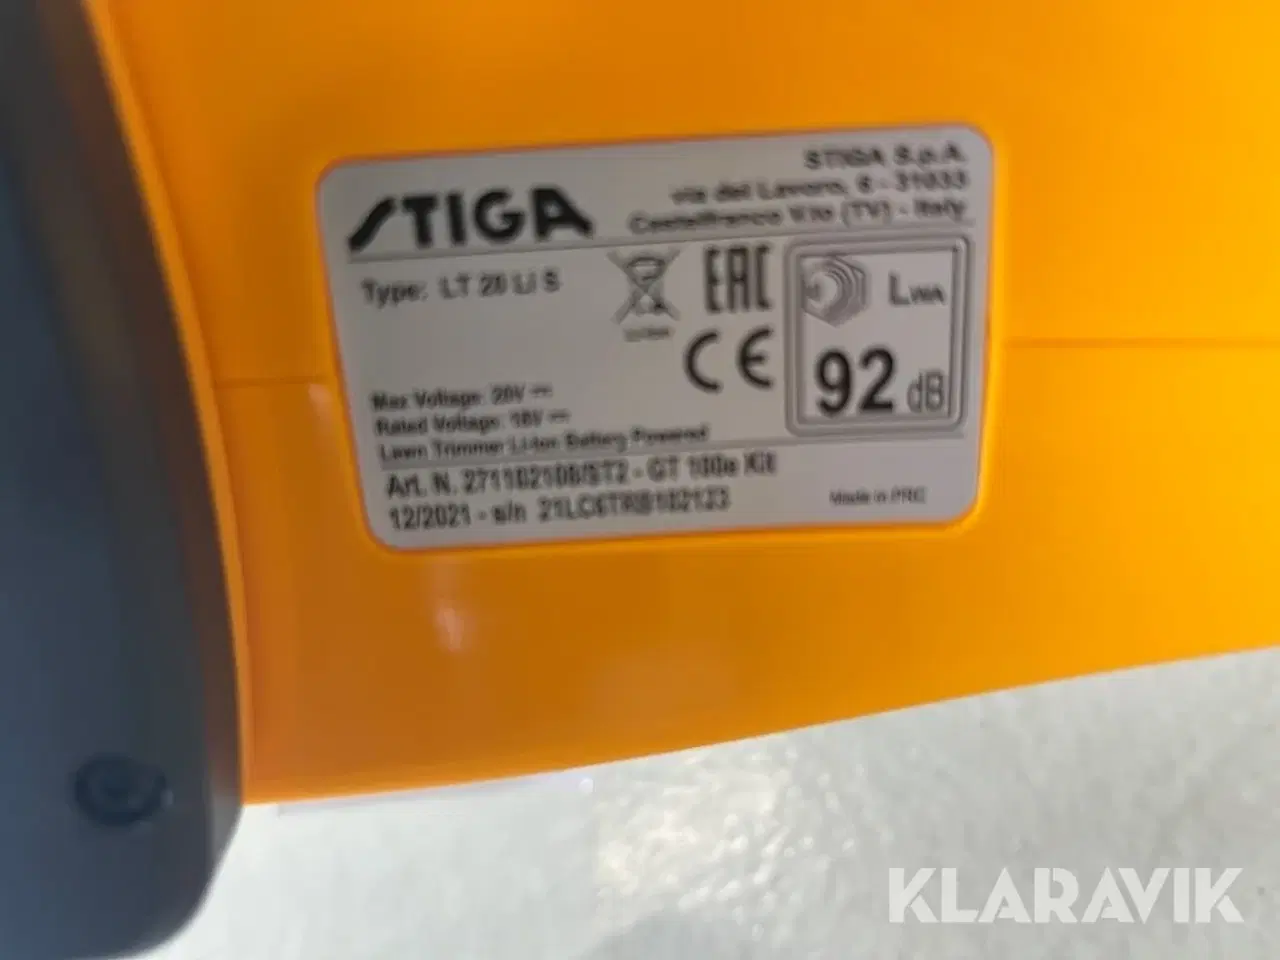 STIGA
STIGA S.p.A.
via del Lavoro, 6 - 31033
Castelfranco V.to (TV) - Italy
Type: LT 20 Li S
EAC
CE
LWA
92 dB
Max Voltage: 20V
Rated Voltage: 18V
Lawn Trimmer Li-Ion Battery Powered
Art. N. 271102108/ST2 - GT 100e Kit
12/2021 - s/n 21LC6TRB102123
Made in PRC
KLARAVIK